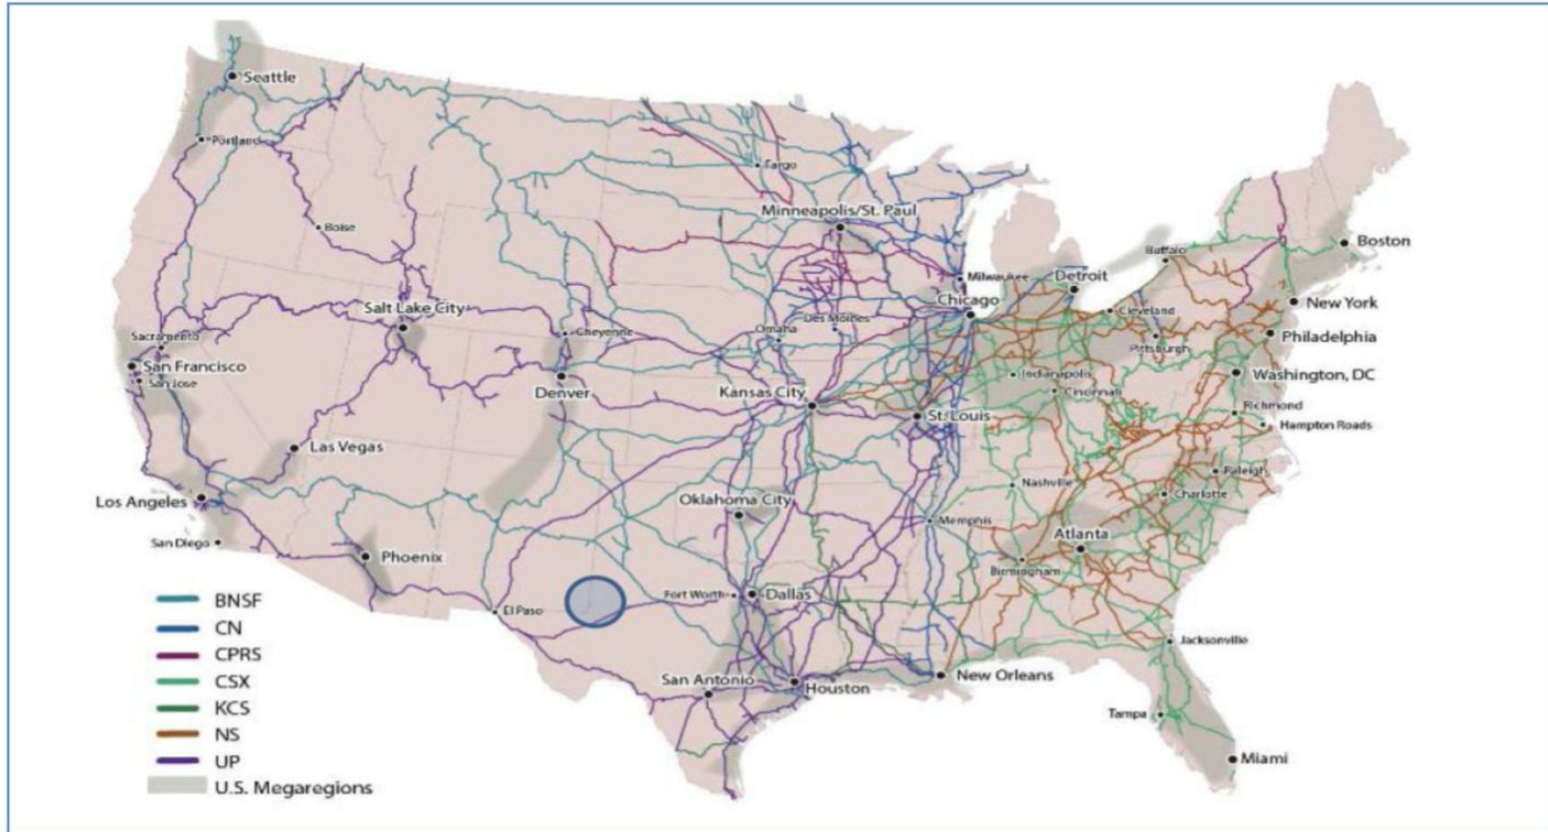 Seattle
Portland
Fargo
Minneapolis/St. Paul
Boise
Boston
Buffalo
Milwaukee
Detroit
Chicago
New York
Salt Lake City
Cleveland
Des Moines
Omaha
Cheyenne
Sacramento
Philadelphia
Pittsburgh
San Francisco
San Jose
Indianapolis
Washington, DC
Denver
Kansas City
Cincinnati
Richmond
St. Louis
Hampton Roads
Las Vegas
Raleigh
Nashville
Charlotte
Los Angeles
Oklahoma City
Memphis
Atlanta
San Diego
Phoenix
Birmingham
Fort Worth
Dallas
El Paso
BNSF
CN
Jacksonville
CPRS
CSX
San Antonio
Houston
New Orleans
KCS
Tampa
NS
UP
Miami
U.S. Megaregions